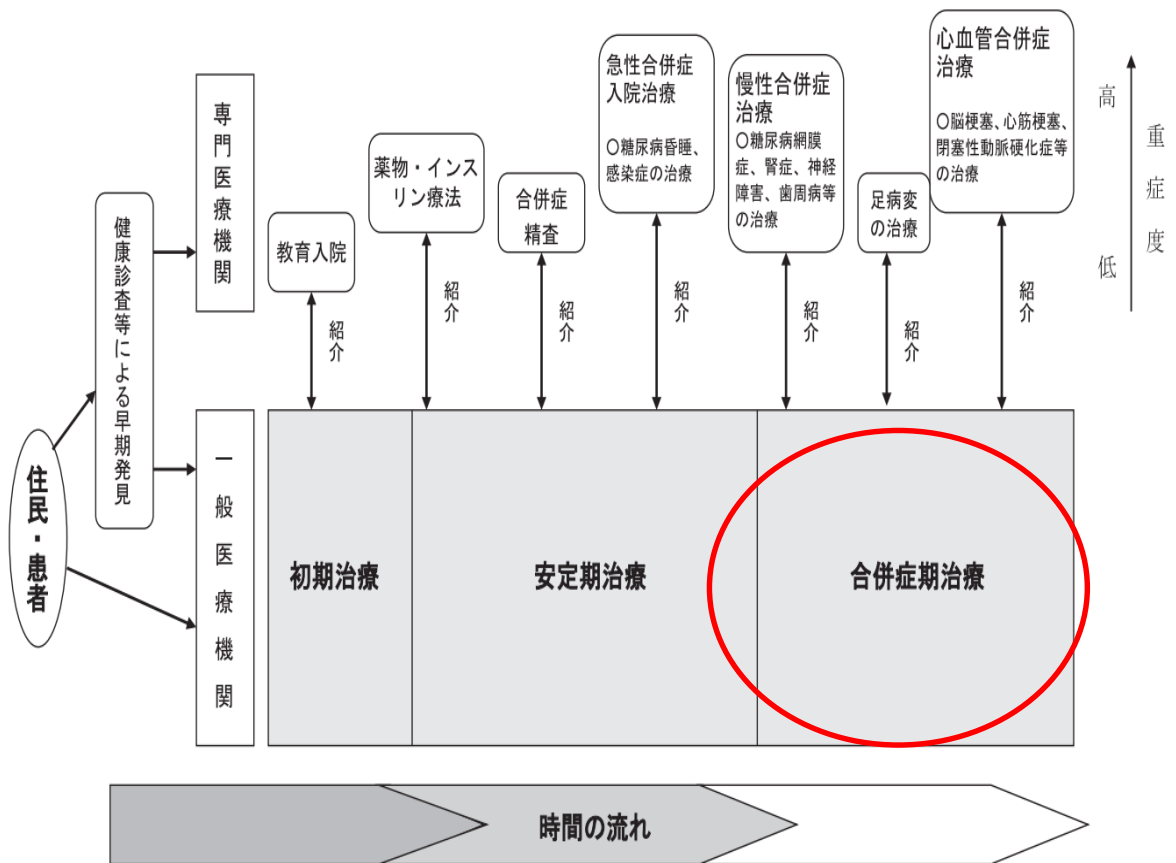 住民・患者
健康診査等による早期発見
専門医療機関
一般医療機関
教育入院
薬物・インス
リン療法
合併症
精査
急性合併症
入院治療
○糖尿病昏睡、
感染症の治療
慢性合併症
治療
○糖尿病網膜
症、腎症、神経
障害、歯周病等
の治療
足病変
の治療
心血管合併症
治療
○脳梗塞、心筋梗塞、
閉塞性動脈硬化症等
の治療
高
低
重症度
紹介
紹介
紹介
紹介
紹介
紹介
紹介
初期治療
安定期治療
合併症期治療
時間の流れ